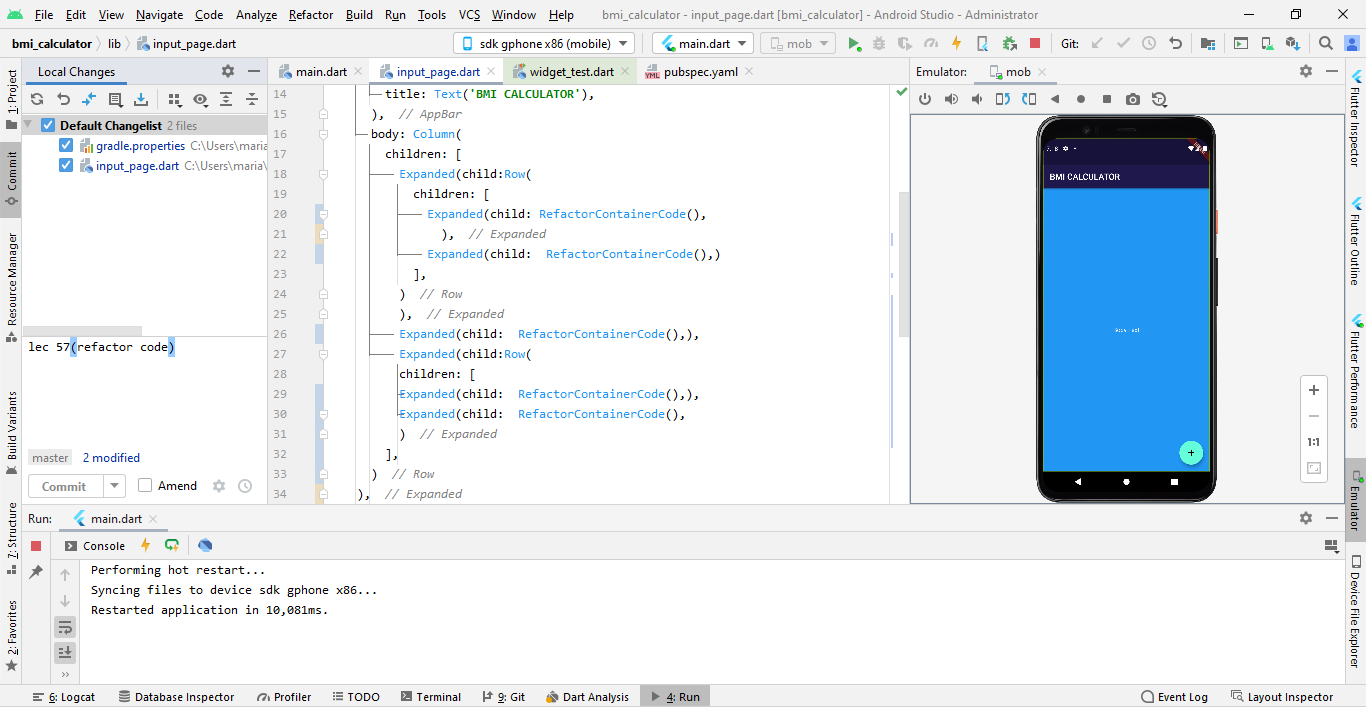 File Edit View Navigate Code Analyze Refactor Build Run Tools VCS Window Help bmi_calculator - input_page.dart [bmi_calculator] - Android Studio - Administrator
bmi_calculator lib input_page.dart sdk gphone x86 (mobile) main.dart mob Git:
Local Changes main.dart input_page.dart widget_test.dart pubspec.yaml Emulator: mob
1: Project
Commit
Resource Manager
Build Variants
7: Structure
2: Favorites
Default Changelist 2 files
gradle.properties C:\Users\maria
input_page.dart C:\Users\maria\
lec 57(refactor code)
master 2 modified
Commit Amend
14 title: Text('BMI CALCULATOR'),
15 ), // AppBar
16 body: Column(
17 children: [
18 Expanded(child:Row(
19 children: [
20 Expanded(child: RefactorContainerCode(),
21 ), // Expanded
22 Expanded(child: RefactorContainerCode(),)
23 ],
24 ) // Row
25 ), // Expanded
26 Expanded(child: RefactorContainerCode(),),
27 Expanded(child:Row(
28 children: [
29 Expanded(child: RefactorContainerCode(),),
30 Expanded(child: RefactorContainerCode(),
31 ) // Expanded
32 ],
33 ) // Row
34 ), // Expanded
BMI CALCULATOR
+
1:1
Flutter Inspector
Flutter Outline
Flutter Performance
Emulator
Device File Explorer
Run: main.dart
Console
Performing hot restart...
Syncing files to device sdk gphone x86...
Restarted application in 10,081ms.
6: Logcat Database Inspector Profiler TODO Terminal 9: Git Dart Analysis 4: Run Event Log Layout Inspector